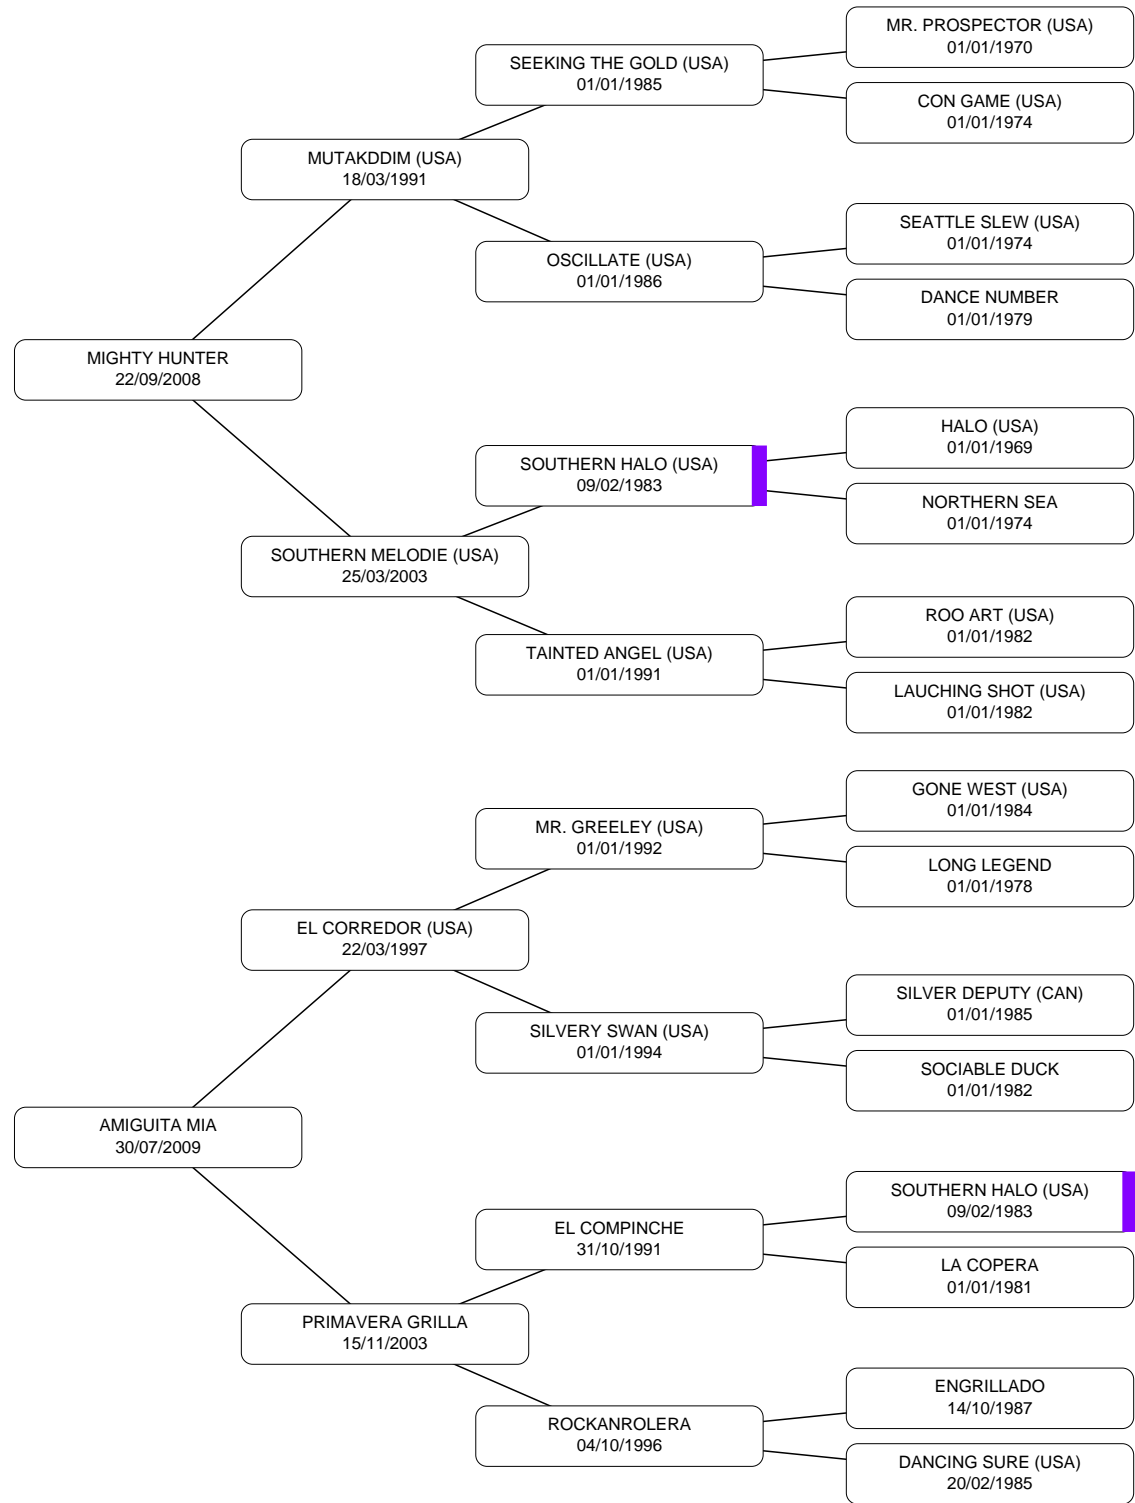 MR. PROSPECTOR (USA)
01/01/1970
SEEKING THE GOLD (USA)
01/01/1985
CON GAME (USA)
01/01/1974
MUTAKDDIM (USA)
18/03/1991
SEATTLE SLEW (USA)
01/01/1974
OSCILLATE (USA)
01/01/1986
DANCE NUMBER
01/01/1979
MIGHTY HUNTER
22/09/2008
HALO (USA)
01/01/1969
SOUTHERN HALO (USA)
09/02/1983
NORTHERN SEA
01/01/1974
SOUTHERN MELODIE (USA)
25/03/2003
ROO ART (USA)
01/01/1982
TAINTED ANGEL (USA)
01/01/1991
LAUCHING SHOT (USA)
01/01/1982
GONE WEST (USA)
01/01/1984
MR. GREELEY (USA)
01/01/1992
LONG LEGEND
01/01/1978
EL CORREDOR (USA)
22/03/1997
SILVER DEPUTY (CAN)
01/01/1985
SILVERY SWAN (USA)
01/01/1994
SOCIABLE DUCK
01/01/1982
AMIGUITA MIA
30/07/2009
SOUTHERN HALO (USA)
09/02/1983
EL COMPINCHE
31/10/1991
LA COPERA
01/01/1981
PRIMAVERA GRILLA
15/11/2003
ENGRILLADO
14/10/1987
ROCKANROLERA
04/10/1996
DANCING SURE (USA)
20/02/1985